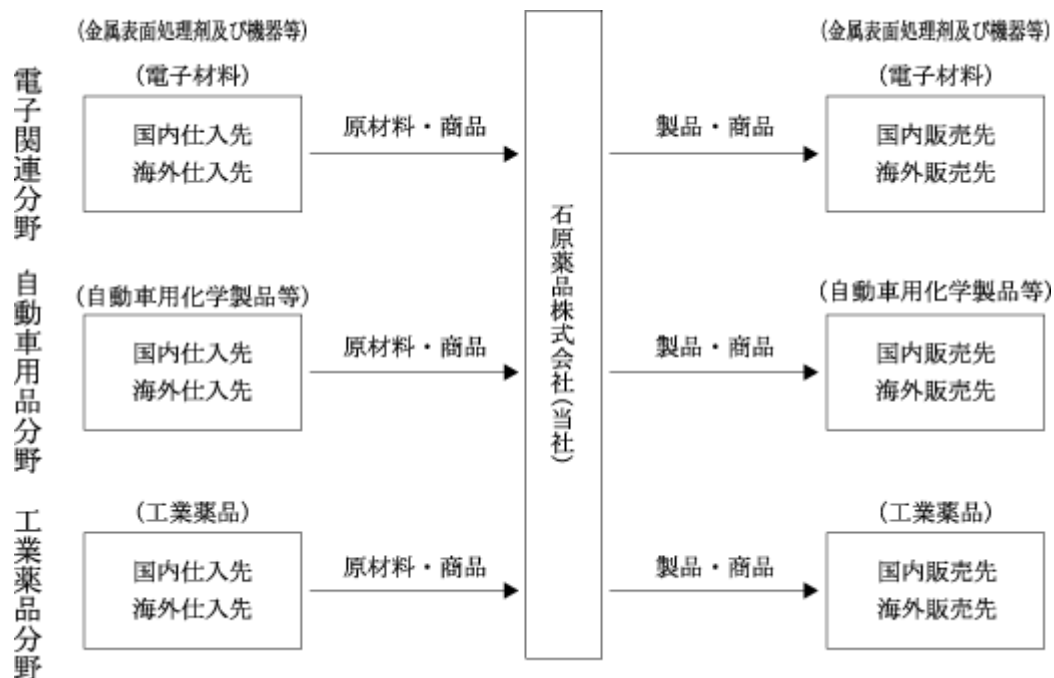 電子関連分野
(金属表面処理剤及び機器等)
(電子材料)
国内仕入先
海外仕入先
原材料・商品
自動車用品分野
(自動車用化学製品等)
国内仕入先
海外仕入先
原材料・商品
工業薬品分野
(工業薬品)
国内仕入先
海外仕入先
原材料・商品
石原薬品株式会社(当社)
(金属表面処理剤及び機器等)
(電子材料)
製品・商品
国内販売先
海外販売先
(自動車用化学製品等)
製品・商品
国内販売先
海外販売先
(工業薬品)
製品・商品
国内販売先
海外販売先